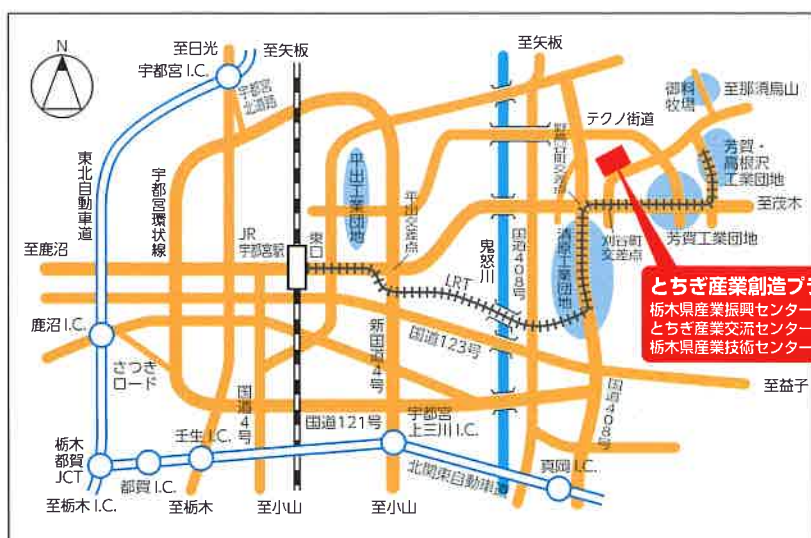 N
至日光
宇都宮 I.C.
宇都宮
北道路
至矢板
至矢板
御料
牧場
至那須烏山
テクノ街道
芳賀・
高根沢
工業団地
東北自動車道
宇都宮環状線
平出工業団地
平出交差点
野高谷町交差点
至茂木
JR
宇都宮駅
東口
鬼怒川
国道408号
清原工業団地
刈谷町
交差点
芳賀工業団地
至鹿沼
LRT
とちぎ産業創造プ
栃木県産業振興センター
とちぎ産業交流センター
栃木県産業技術センター
鹿沼 I.C.
さつき
ロード
新国道4号
国道123号
至益子
国道4号
国道121号
宇都宮
上三川 I.C.
国道408号
栃木
都賀
JCT
都賀 I.C.
壬生 I.C.
北関東自動車道
真岡 I.C.
至栃木 I.C.
至栃木
至小山
至小山